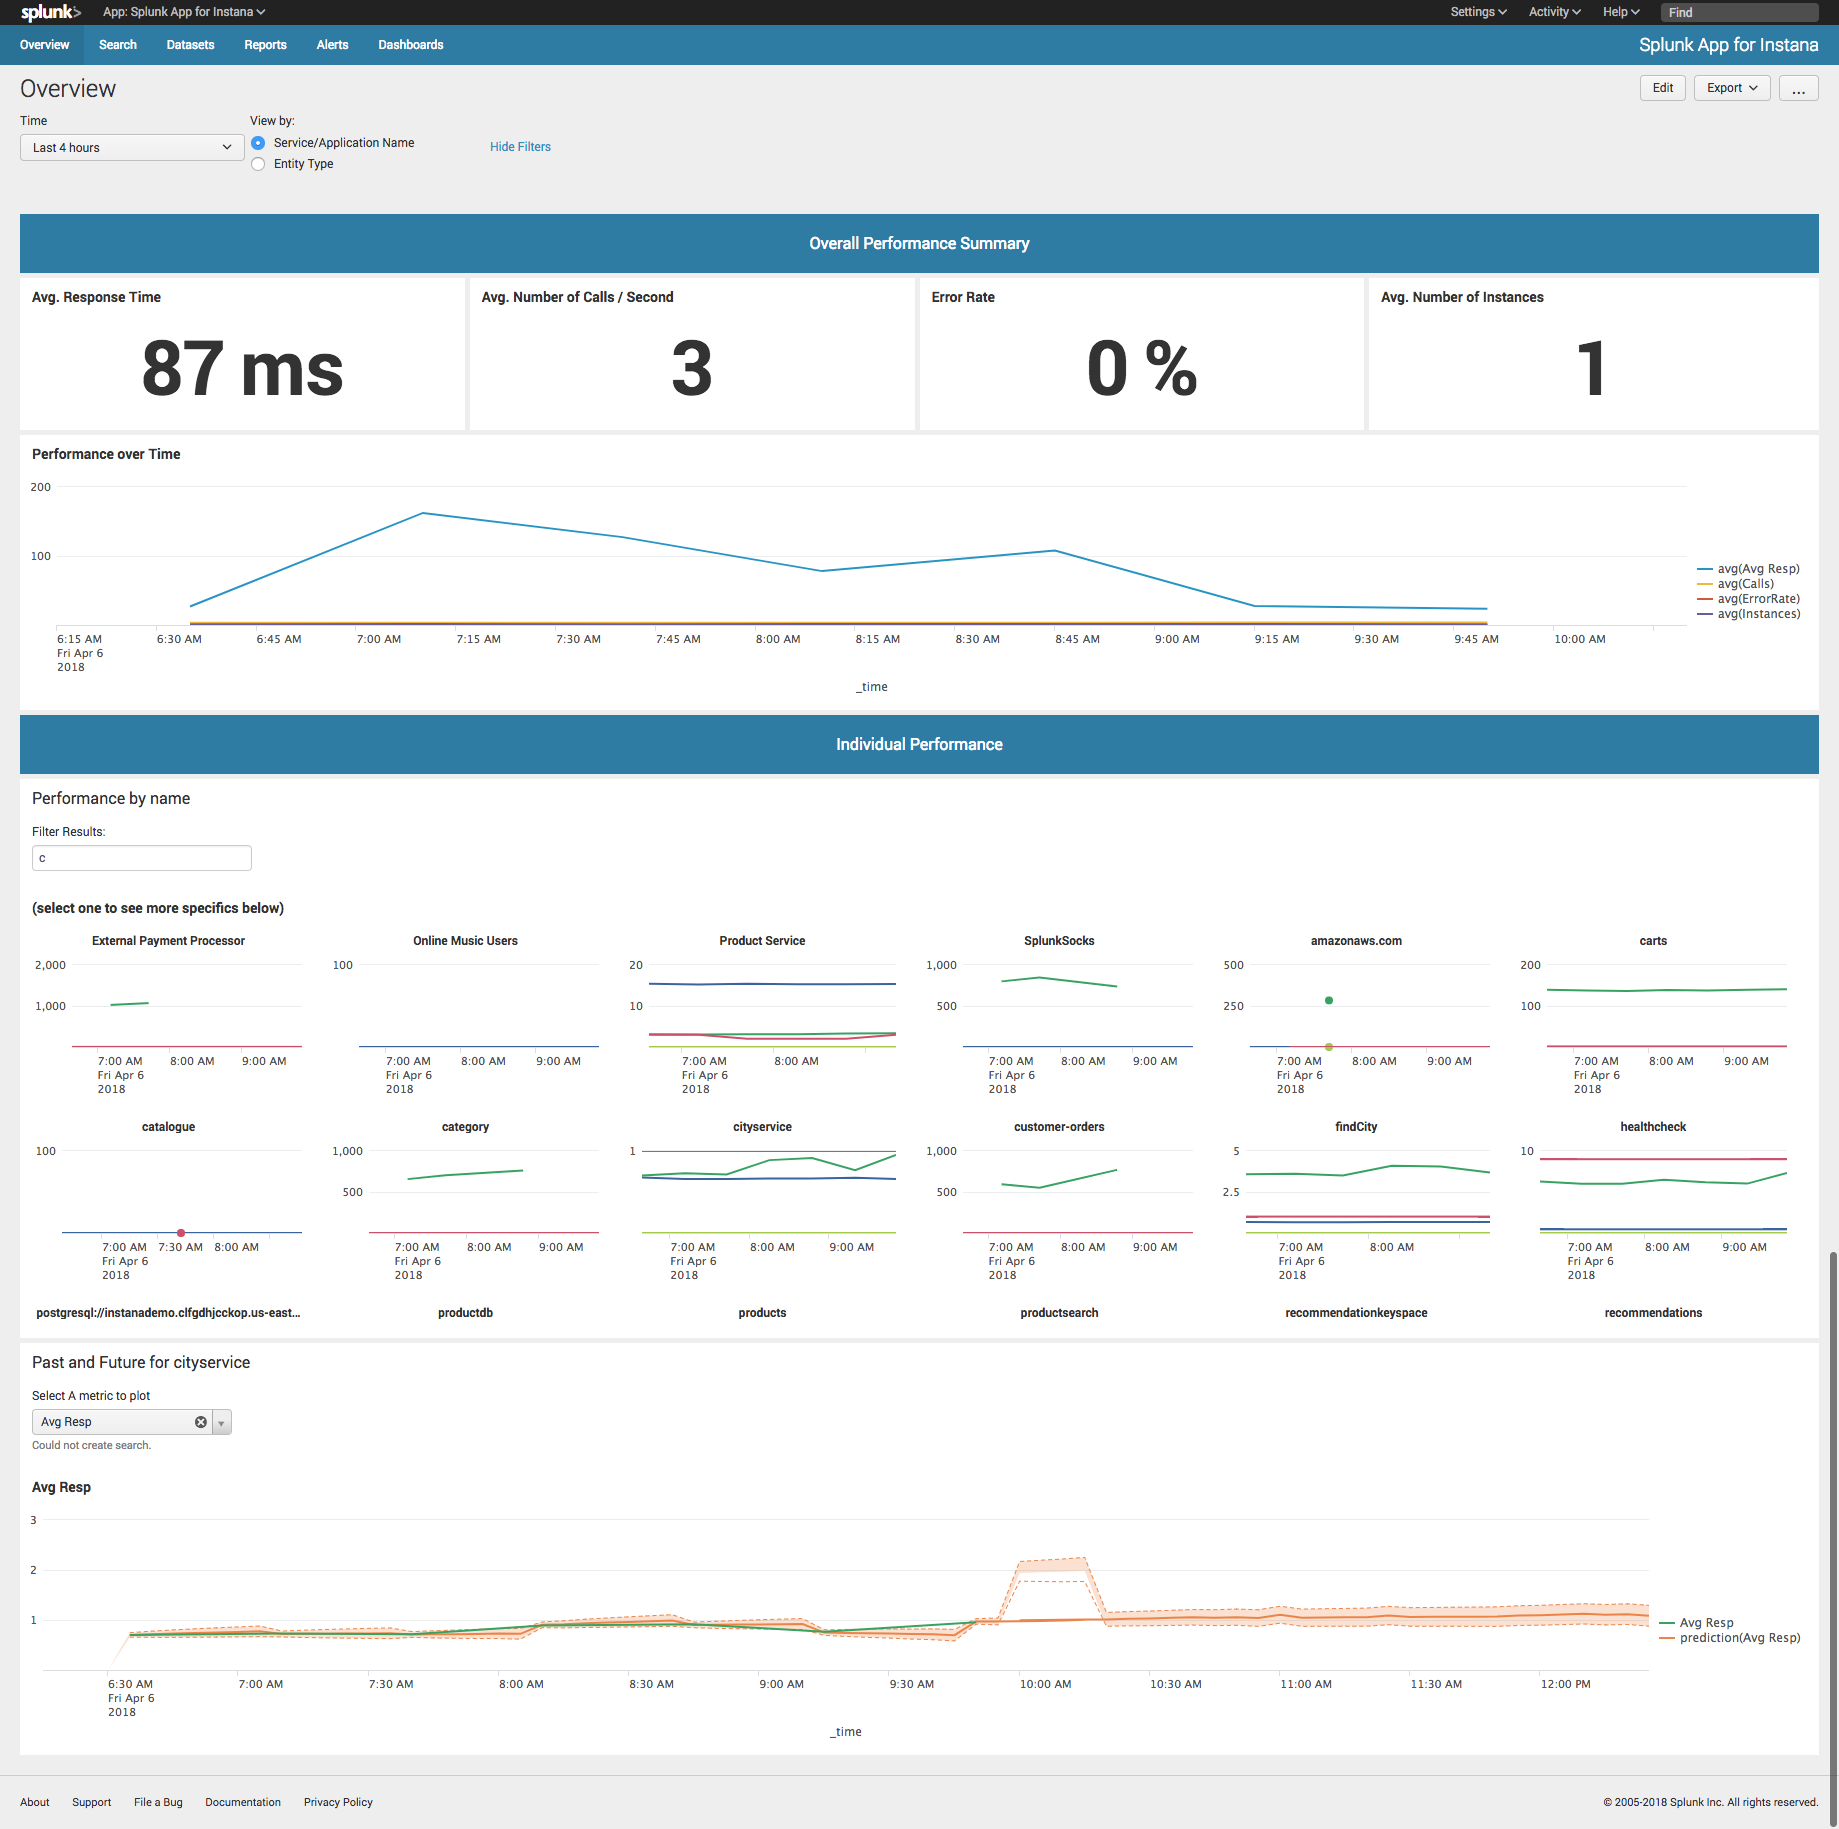 splunk> App: Splunk App for Instana Settings Activity Help Find
Overview Search Datasets Reports Alerts Dashboards Splunk App for Instana
Overview Edit Export ...
Time View by:
Last 4 hours Service/Application Name Hide Filters
Entity Type
Overall Performance Summary
Avg. Response Time Avg. Number of Calls / Second Error Rate Avg. Number of Instances
87 ms 3 0 % 1
Performance over Time
200
100
avg(Avg Resp)
avg(Calls)
avg(ErrorRate)
avg(Instances)
6:15 AM 6:30 AM 6:45 AM 7:00 AM 7:15 AM 7:30 AM 7:45 AM 8:00 AM 8:15 AM 8:30 AM 8:45 AM 9:00 AM 9:15 AM 9:30 AM 9:45 AM 10:00 AM
Fri Apr 6
2018
_time
Individual Performance
Performance by name
Filter Results:
c
(select one to see more specifics below)
External Payment Processor Online Music Users Product Service SplunkSocks amazonaws.com carts
2,000 100 20 1,000 500 200
1,000 10 500 250 100
7:00 AM 8:00 AM 9:00 AM 7:00 AM 8:00 AM 9:00 AM 7:00 AM 8:00 AM 7:00 AM 8:00 AM 9:00 AM 7:00 AM 8:00 AM 9:00 AM 7:00 AM 8:00 AM 9:00 AM
Fri Apr 6 Fri Apr 6 Fri Apr 6 Fri Apr 6 Fri Apr 6 Fri Apr 6
2018 2018 2018 2018 2018 2018
catalogue category cityservice customer-orders findCity healthcheck
100 1,000 1 1,000 5 10
500 500 2.5
7:00 AM 7:30 AM 8:00 AM 7:00 AM 8:00 AM 9:00 AM 7:00 AM 8:00 AM 9:00 AM 7:00 AM 8:00 AM 9:00 AM 7:00 AM 8:00 AM 7:00 AM 8:00 AM 9:00 AM
Fri Apr 6 Fri Apr 6 Fri Apr 6 Fri Apr 6 Fri Apr 6 Fri Apr 6
2018 2018 2018 2018 2018 2018
postgresql://instanademo.clfgdhjcckop.us-east... productdb products productsearch recommendationkeyspace recommendations
Past and Future for cityservice
Select A metric to plot
Avg Resp
Could not create search.
Avg Resp
3
2
1
Avg Resp
prediction(Avg Resp)
6:30 AM 7:00 AM 7:30 AM 8:00 AM 8:30 AM 9:00 AM 9:30 AM 10:00 AM 10:30 AM 11:00 AM 11:30 AM 12:00 PM
Fri Apr 6
2018
_time
About Support File a Bug Documentation Privacy Policy © 2005-2018 Splunk Inc. All rights reserved.